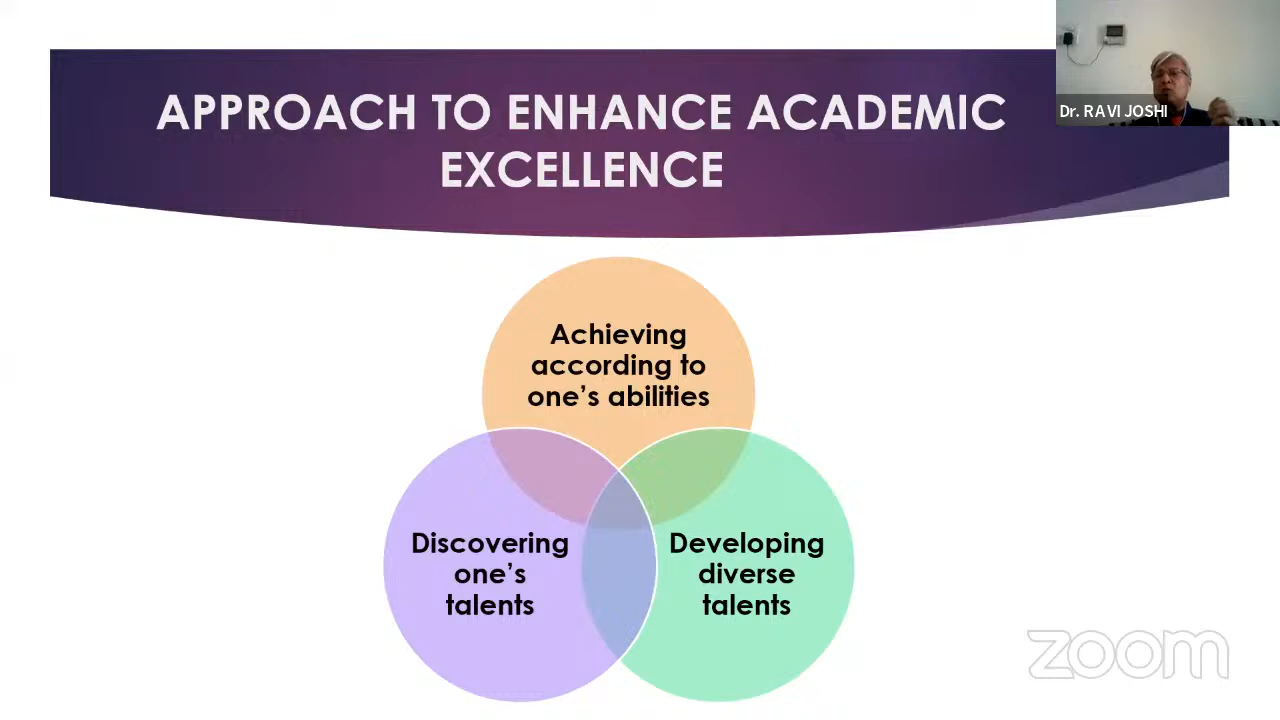 APPROACH TO ENHANCE ACADEMIC
EXCELLENCE
Dr. RAVI JOSHI
Achieving
according to
one's abilities
Discovering
one's
talents
Developing
diverse
talents
zoom